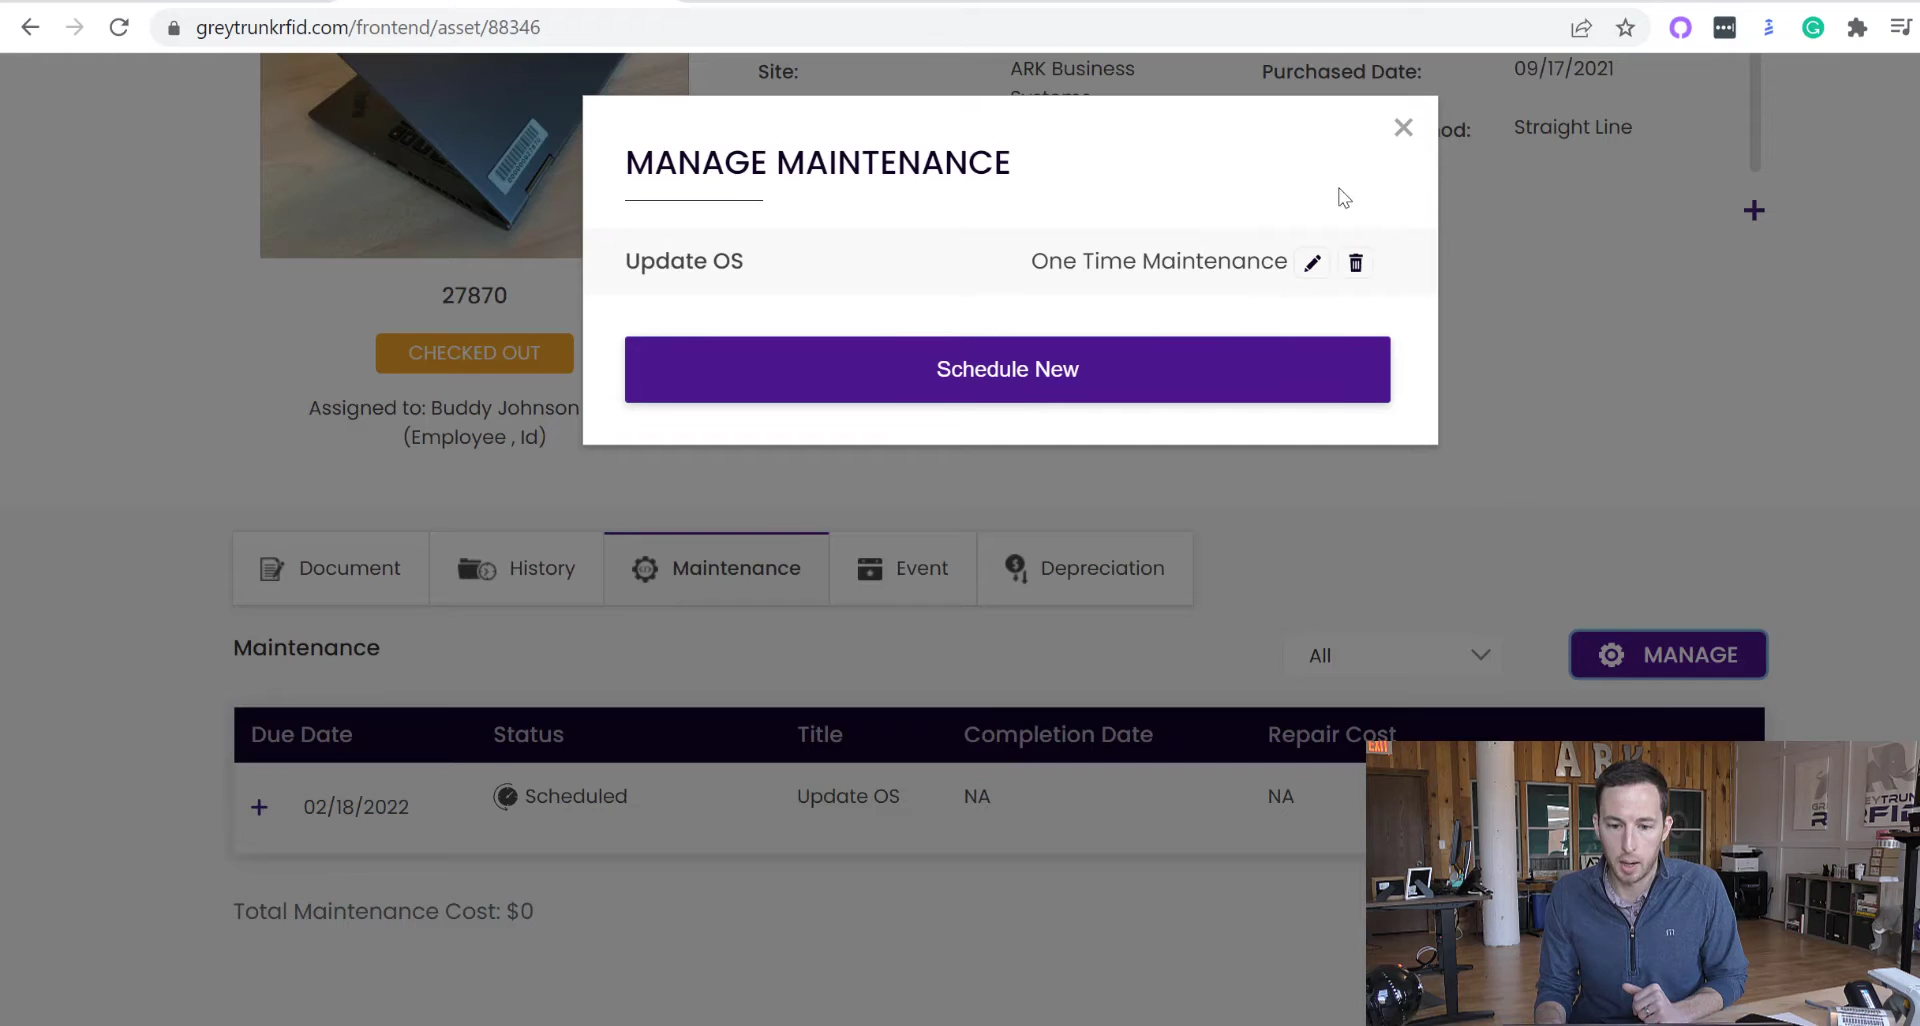 greytrunkrfid.com/frontend/asset/88346
Site:
ARK Business
Systems
Purchased Date:
09/17/2021
Straight Line
MANAGE MAINTENANCE
Update OS
One Time Maintenance
Schedule New
27870
CHECKED OUT
Assigned to: Buddy Johnson
(Employee , Id)
Document
History
Maintenance
Event
Depreciation
Maintenance
All
MANAGE
Due Date
Status
Title
Completion Date
Repair Cost
02/18/2022
Scheduled
Update OS
NA
NA
Total Maintenance Cost: $0
EXIT
ARK